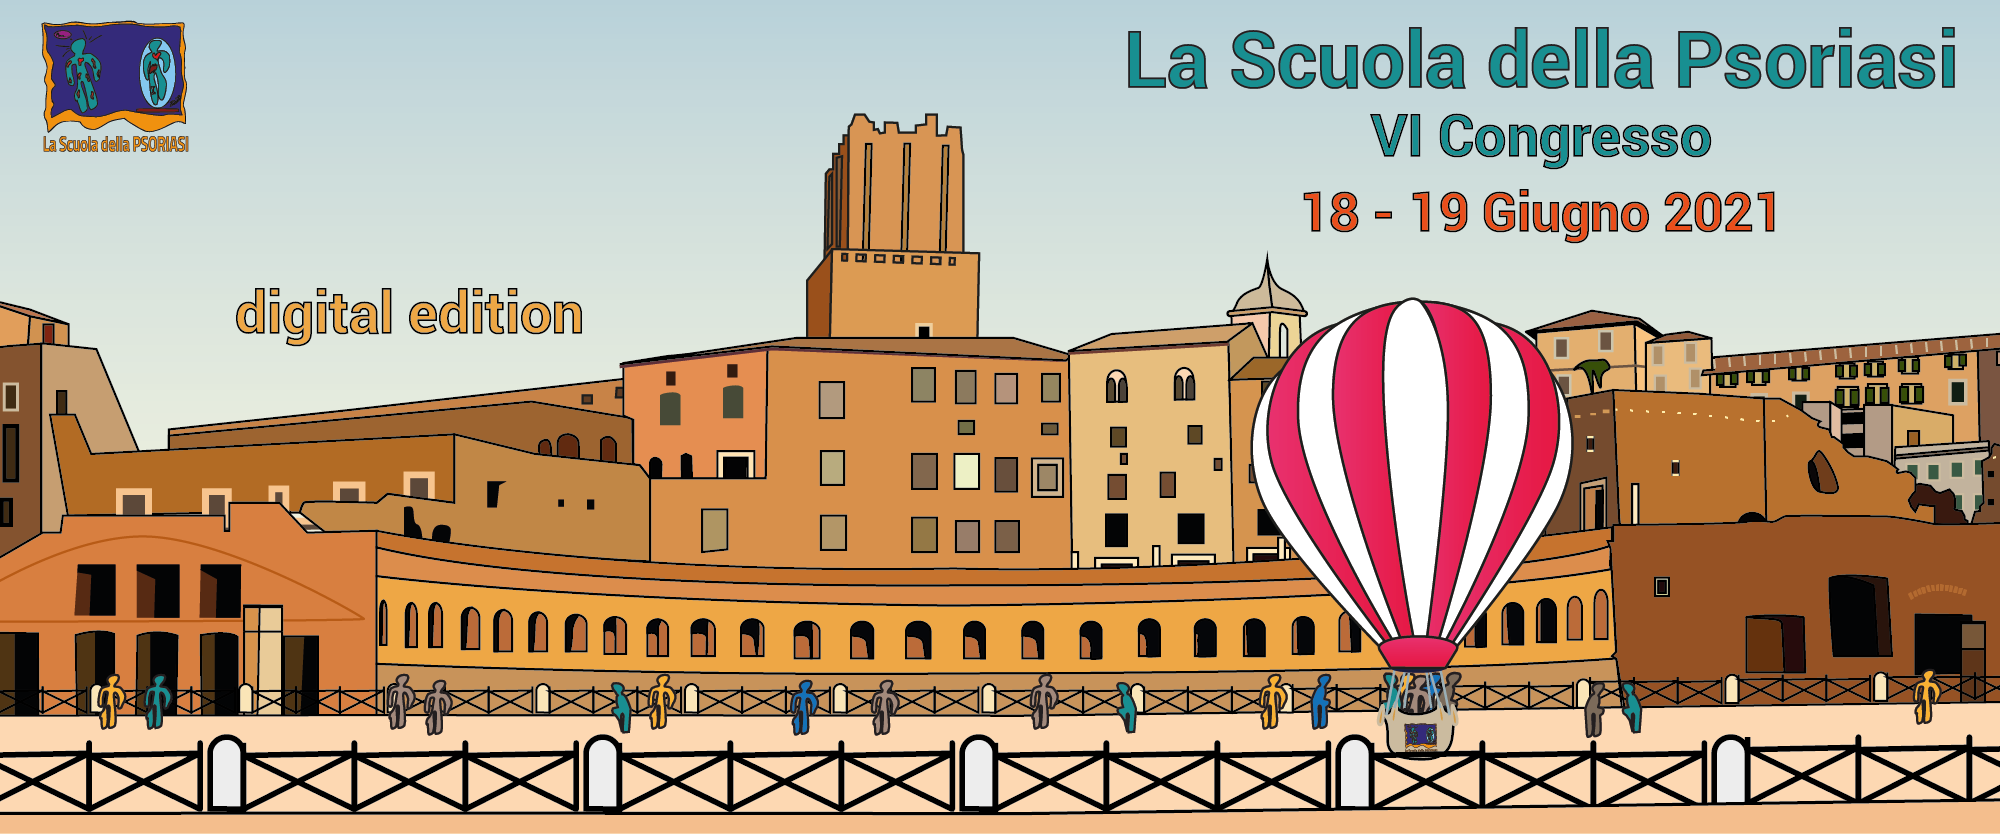 La Scuola della PSORIASI
La Scuola della Psoriasi
VI Congresso
18 - 19 Giugno 2021
digital edition